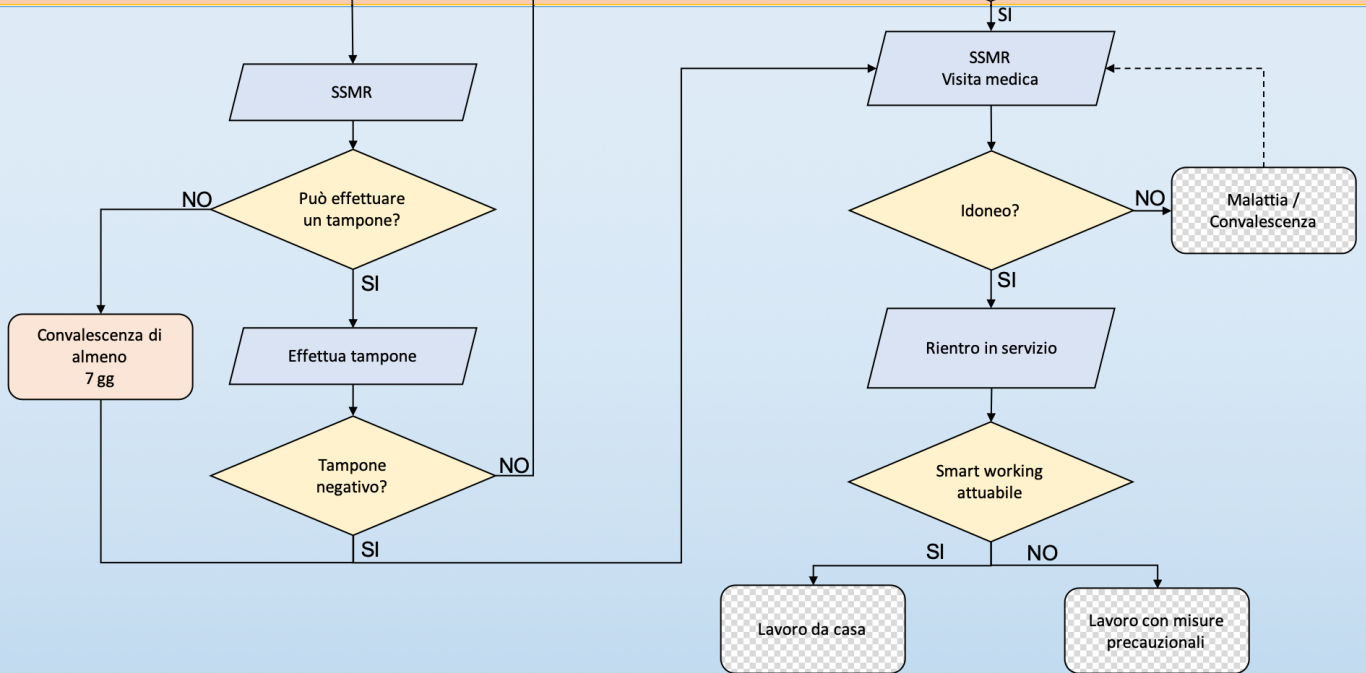 SI
SSMR
Visita medica
SSMR
NO
Può effettuare
un tampone?
SI
Idoneo?
NO
Malattia /
Convalescenza
SI
Convalescenza di
almeno
7 gg
Effettua tampone
Rientro in servizio
Tampone
negativo?
NO
SI
Smart working
attuabile
SI
NO
Lavoro da casa
Lavoro con misure
precauzionali